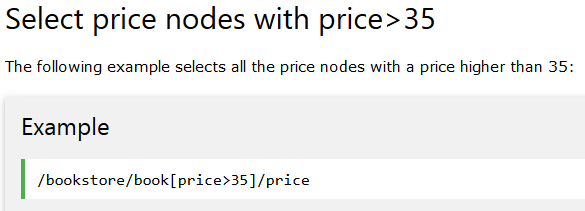 Select price nodes with price>35
The following example selects all the price nodes with a price higher than 35:
Example
/bookstore/book[price>35]/price